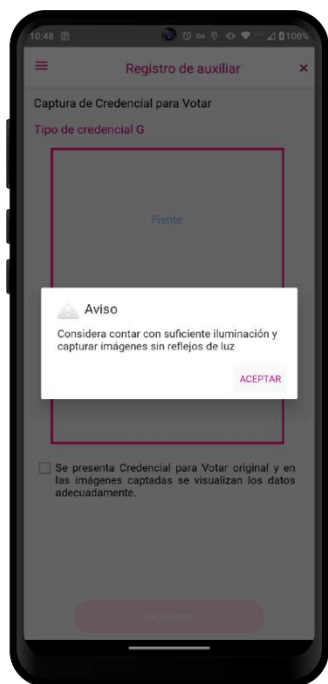 10:48
100%
Registro de auxiliar
×
Captura de Credencial para Votar
Tipo de credencial G
Frente
Aviso
Considera contar con suficiente iluminación y
capturar imágenes sin reflejos de luz
ACEPTAR
Se presenta Credencial para Votar original y en
las imágenes captadas se visualizan los datos
adecuadamente.
Siguiente